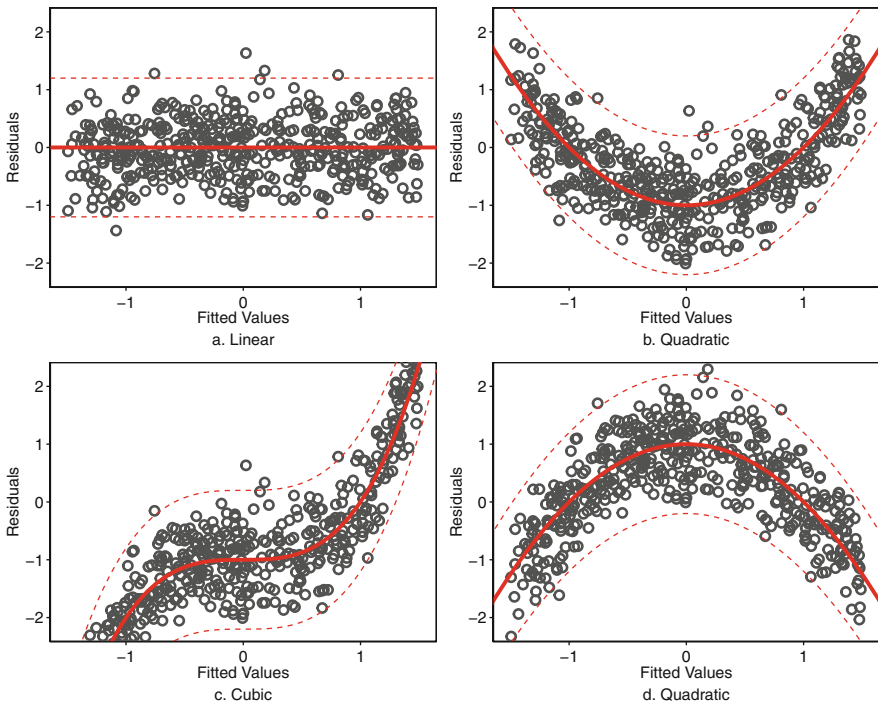 2
1
0
−1
−2
Residuals
−1
0
1
Fitted Values
a. Linear
2
1
0
−1
−2
Residuals
−1
0
1
Fitted Values
b. Quadratic
2
1
0
−1
−2
Residuals
−1
0
1
Fitted Values
c. Cubic
2
1
0
−1
−2
Residuals
−1
0
1
Fitted Values
d. Quadratic